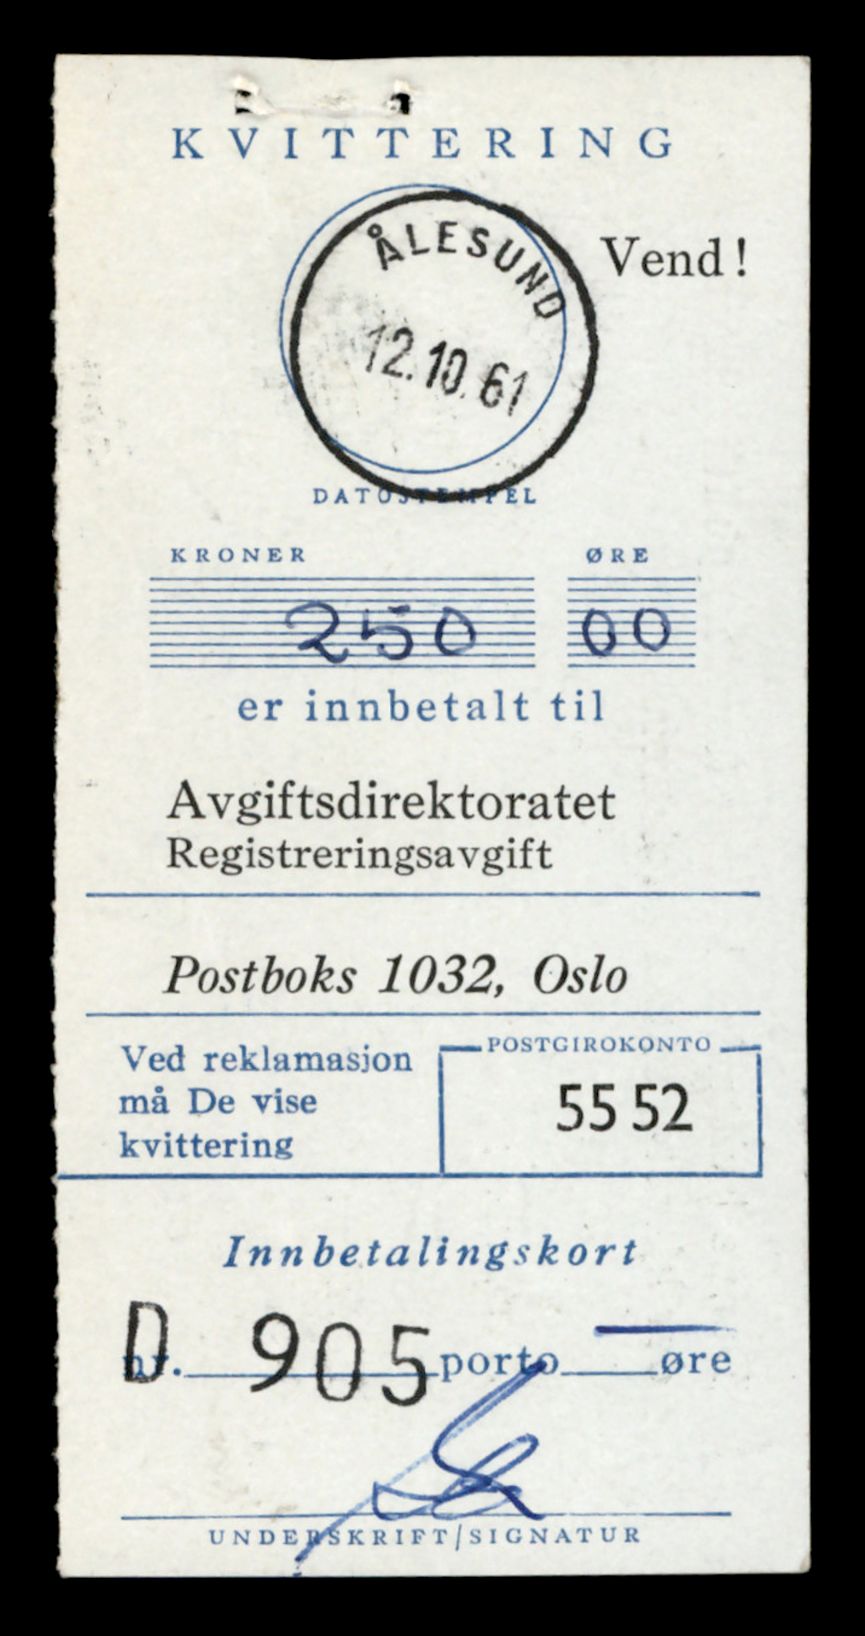 KVITTERING
Vend!
ÅLESUND
12.10.61
DATOSTEMPEL
KRONER ØRE
250 00
er innbetalt til
Avgiftsdirektoratet
Registreringsavgift
Postboks 1032, Oslo
Ved reklamasjon
må De vise
kvittering
POSTGIROKONTO
55 52
Innbetalingskort
D 905
nr. porto øre
UNDERSKRIFT/SIGNATUR